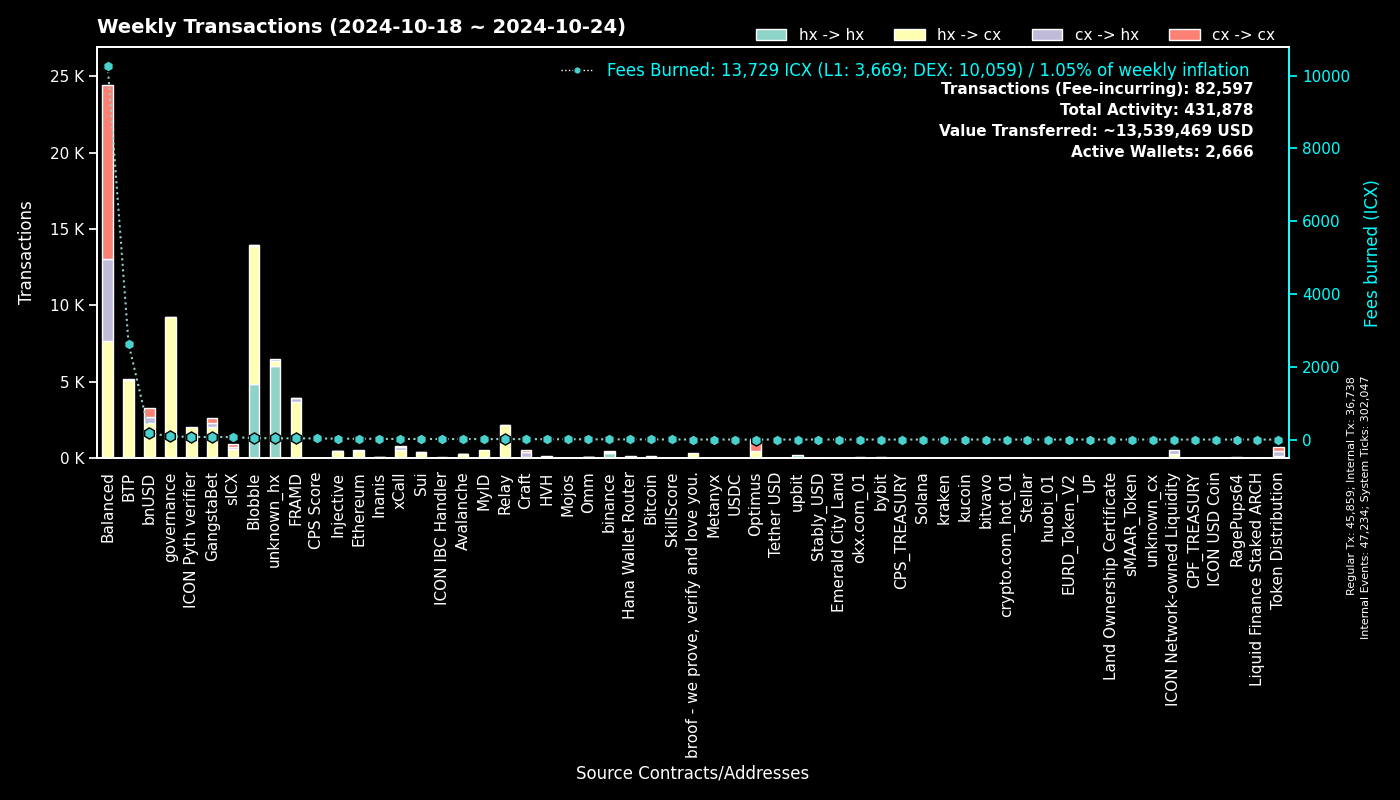 Weekly Transactions (2024-10-18 ~ 2024-10-24)
hx -> hx
hx -> cx
cx -> hx
cx -> cx
Fees Burned: 13,729 ICX (L1: 3,669; DEX: 10,059) / 1.05% of weekly inflation
Transactions (Fee-incurring): 82,597
Total Activity: 431,878
Value Transferred: ~13,539,469 USD
Active Wallets: 2,666
Transactions
25 K
20 K
15 K
10 K
5 K
0 K
10000
8000
6000
4000
2000
0
Fees burned (ICX)
Regular Tx: 45,859; Internal Tx: 36,738
Internal Events: 47,234; System Ticks: 302,047
Balanced
BTP
bnUSD
governance
ICON Pyth verifier
GangstaBet
sICX
Blobble
unknown_hx
FRAMD
CPS Score
Injective
Ethereum
Inanis
xCall
Sui
ICON IBC Handler
Avalanche
MyID
Relay
Craft
HVH
Mojos
Omm
binance
Hana Wallet Router
Bitcoin
SkillScore
broof - we prove, verify and love you.
Metanyx
USDC
Optimus
Tether USD
upbit
Stably_USD
Emerald City Land
okx.com_01
bybit
CPS_TREASURY
Solana
kraken
kucoin
bitvavo
crypto.com_hot_01
Stellar
huobi_01
EURD_Token_V2
UP
Land Ownership Certificate
sMAAR_Token
unknown_cx
ICON Network-owned Liquidity
CPF_TREASURY
ICON USD Coin
RagePups64
Liquid Finance Staked ARCH
Token Distribution
Source Contracts/Addresses